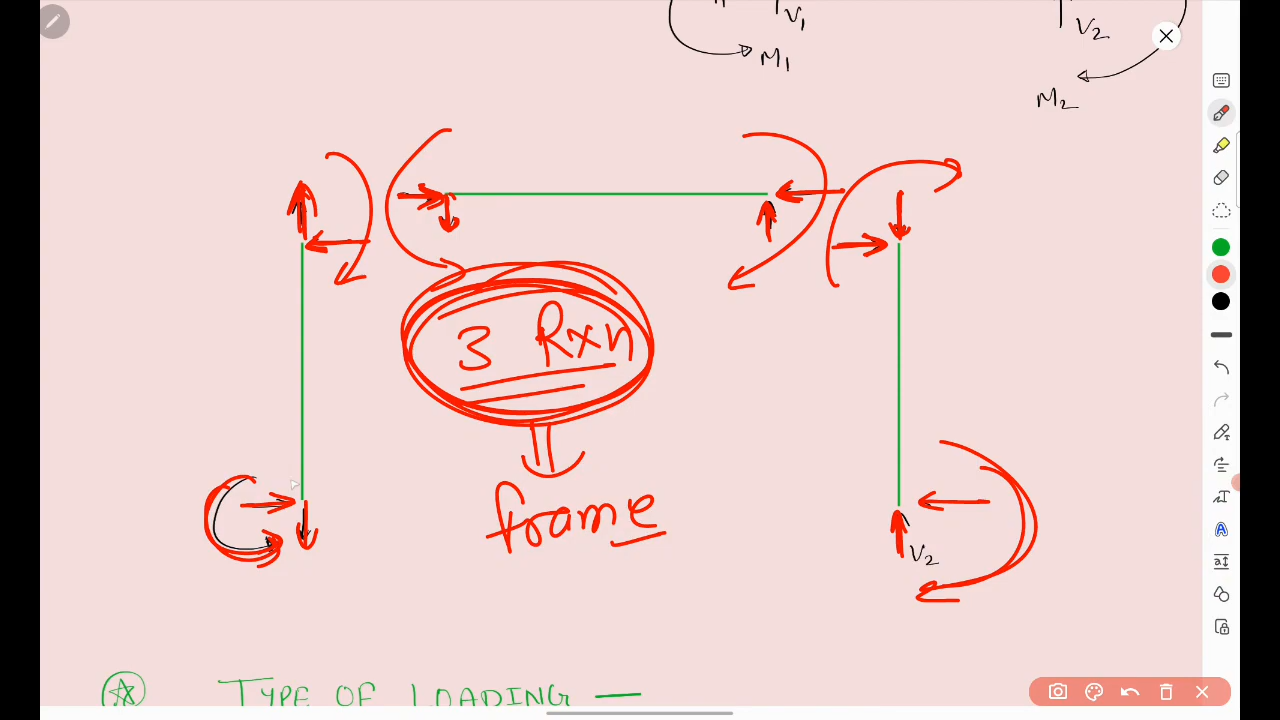 V₁
M₁
V₂
M₂
3 Rxn
frame
V₂
TYPE OF LOADING —